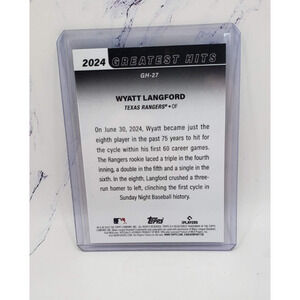 2024 GREATEST HITS
GH-27
WYATT LANGFORD
TEXAS RANGERS • OF
On June 30, 2024, Wyatt became just the
eighth player in the past 75 years to hit
for the cycle within his first 60 career games.
The Rangers rookie laced a triple in the fourth
inning, a double in the fifth and a single in the
sixth. In the eighth, Langford crushed a three-
run homer to left, clinching the first cycle in
Sunday Night Baseball history.
topps
PLAYERS